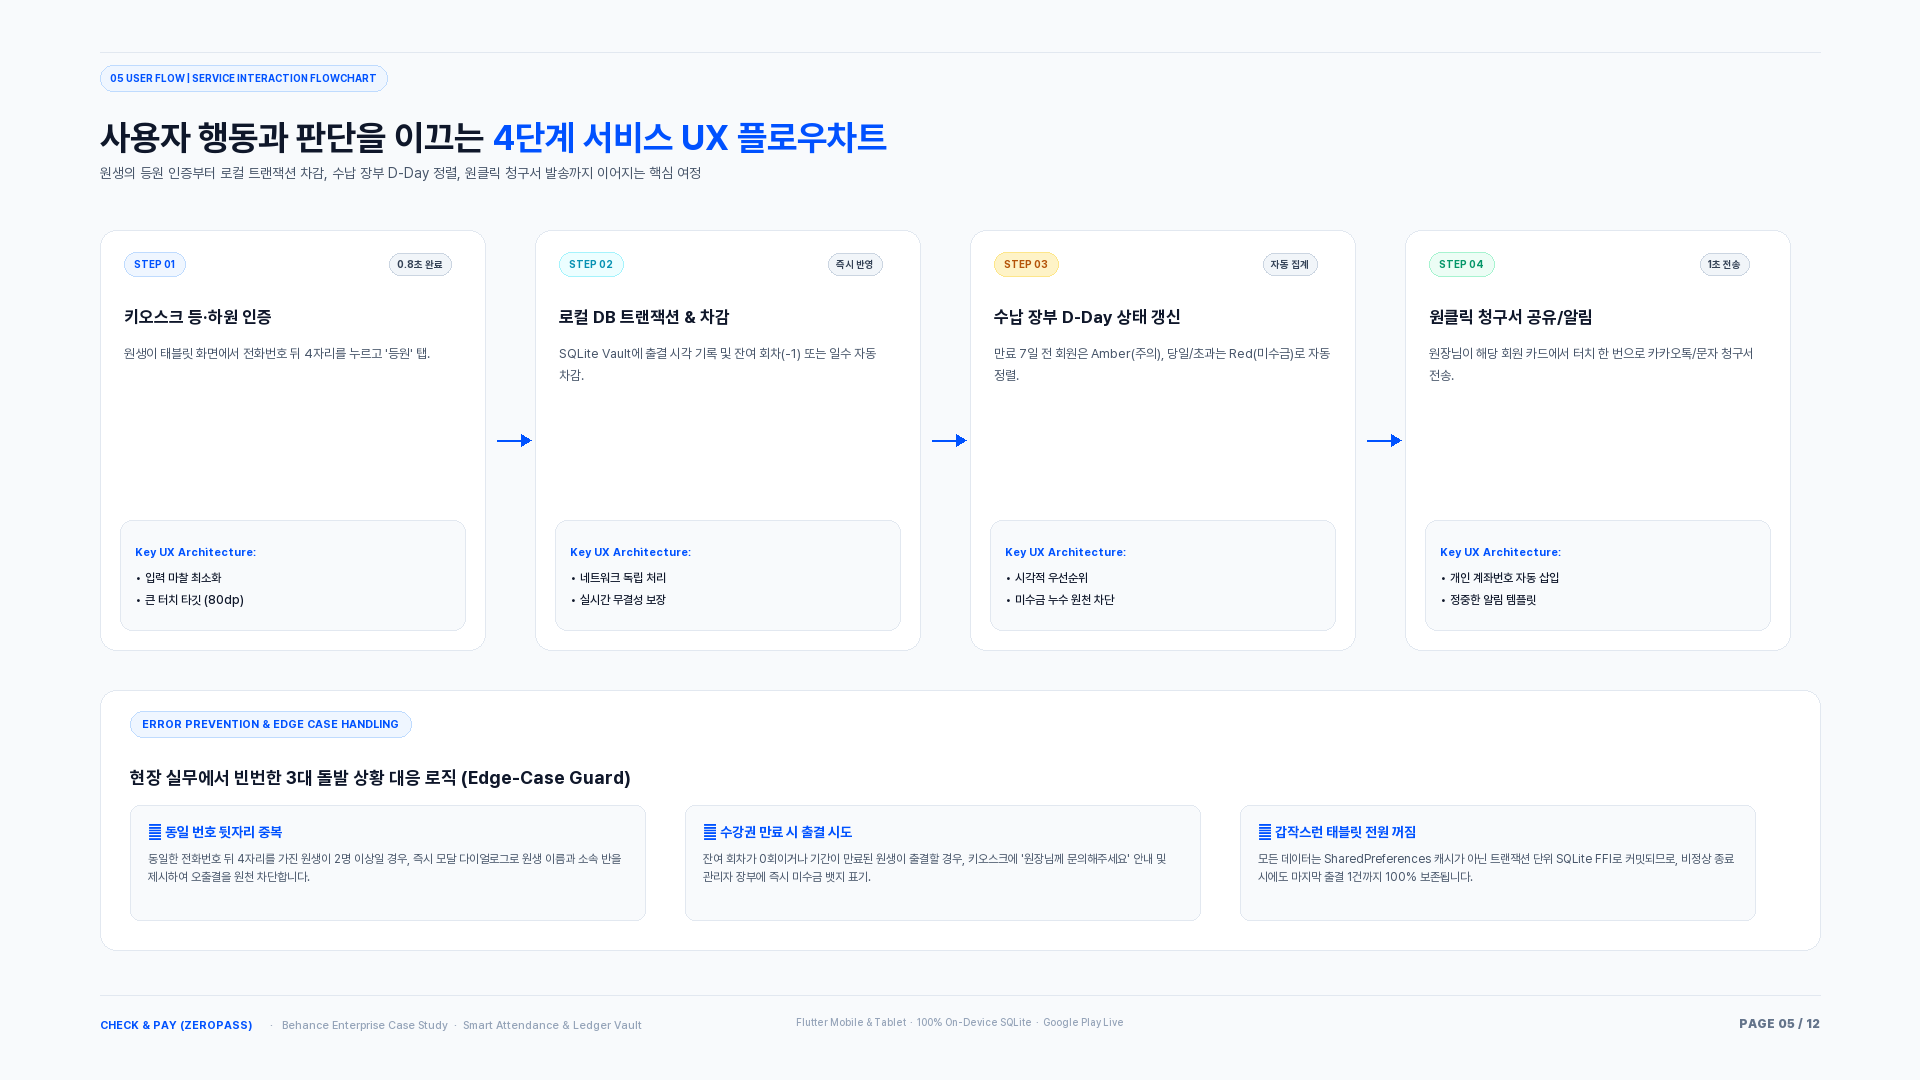 05 USER FLOW | SERVICE INTERACTION FLOWCHART
사용자 행동과 판단을 이끄는 4단계 서비스 UX 플로우차트
원생의 등원 인증부터 로컬 트랜잭션 차감, 수납 장부 D-Day 정렬, 원클릭 청구서 발송까지 이어지는 핵심 여정
STEP 01
0.8초 완료
키오스크 등·하원 인증
원생이 태블릿 화면에서 전화번호 뒤 4자리를 누르고 '등원' 탭.
Key UX Architecture:
• 입력 마찰 최소화
• 큰 터치 타깃 (80dp)
STEP 02
즉시 반영
로컬 DB 트랜잭션 & 차감
SQLite Vault에 출결 시각 기록 및 잔여 회차(-1) 또는 일수 자동
차감.
Key UX Architecture:
• 네트워크 독립 처리
• 실시간 무결성 보장
STEP 03
자동 집계
수납 장부 D-Day 상태 갱신
만료 7일 전 회원은 Amber(주의), 당일/초과는 Red(미수금)로 자동
정렬.
Key UX Architecture:
• 시각적 우선순위
• 미수금 누수 원천 차단
STEP 04
1초 전송
원클릭 청구서 공유/알림
원장님이 해당 회원 카드에서 터치 한 번으로 카카오톡/문자 청구서
전송.
Key UX Architecture:
• 개인 계좌번호 자동 삽입
• 정중한 알림 템플릿
ERROR PREVENTION & EDGE CASE HANDLING
현장 실무에서 빈번한 3대 돌발 상황 대응 로직 (Edge-Case Guard)
동일 번호 뒷자리 중복
동일한 전화번호 뒤 4자리를 가진 원생이 2명 이상일 경우, 즉시 모달 다이얼로그로 원생 이름과 소속 반을
제시하여 오출결을 원천 차단합니다.
수강권 만료 시 출결 시도
잔여 회차가 0회이거나 기간이 만료된 원생이 출결할 경우, 키오스크에 '원장님께 문의해주세요' 안내 및
관리자 장부에 즉시 미수금 뱃지 표기.
갑작스런 태블릿 전원 꺼짐
모든 데이터는 SharedPreferences 캐시가 아닌 트랜잭션 단위 SQLite FFI로 커밋되므로, 비정상 종료
시에도 마지막 출결 1건까지 100% 보존됩니다.
CHECK & PAY (ZEROPASS) · Behance Enterprise Case Study · Smart Attendance & Ledger Vault
Flutter Mobile & Tablet · 100% On-Device SQLite · Google Play Live
PAGE 05 / 12